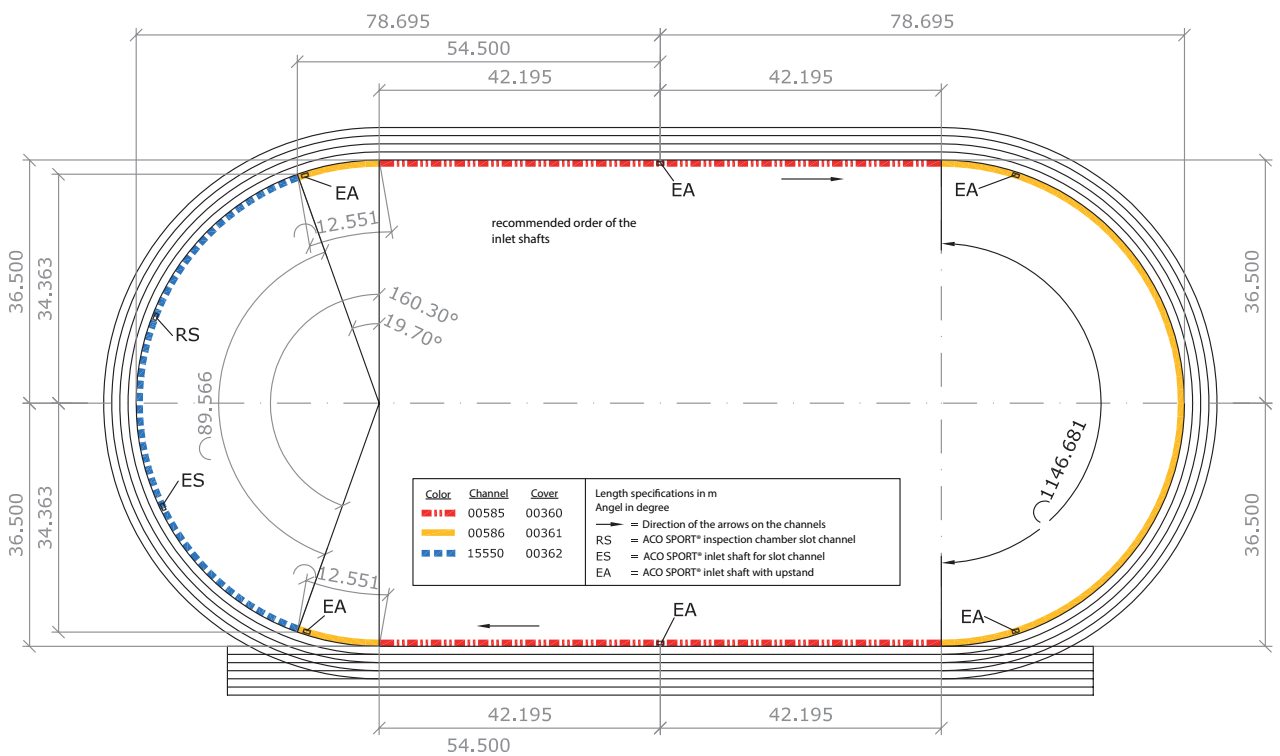 78.695 78.695
54.500
42.195 42.195
EA EA EA
12.551
recommended order of the
inlet shafts
36.500 34.363 36.500
160.30°
19.70°
RS
89.566
1146.681
ES
Color Channel Cover
00585 00360
00586 00361
15550 00362
Length specifications in m
Angel in degree
= Direction of the arrows on the channels
RS = ACO SPORT® inspection chamber slot channel
ES = ACO SPORT® inlet shaft for slot channel
EA = ACO SPORT® inlet shaft with upstand
36.500 34.363 36.500
12.551
EA EA EA
42.195 42.195
54.500